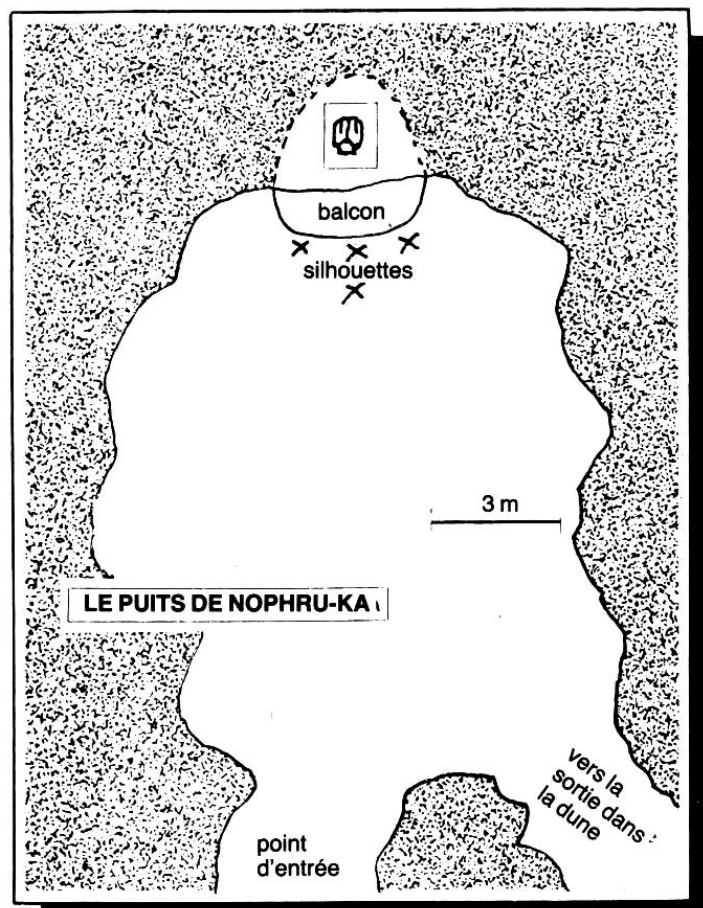 balcon
silhouettes
3 m
LE PUITS DE NOPHRU-KA
vers la
sortie dans
la dune
point
d'entrée